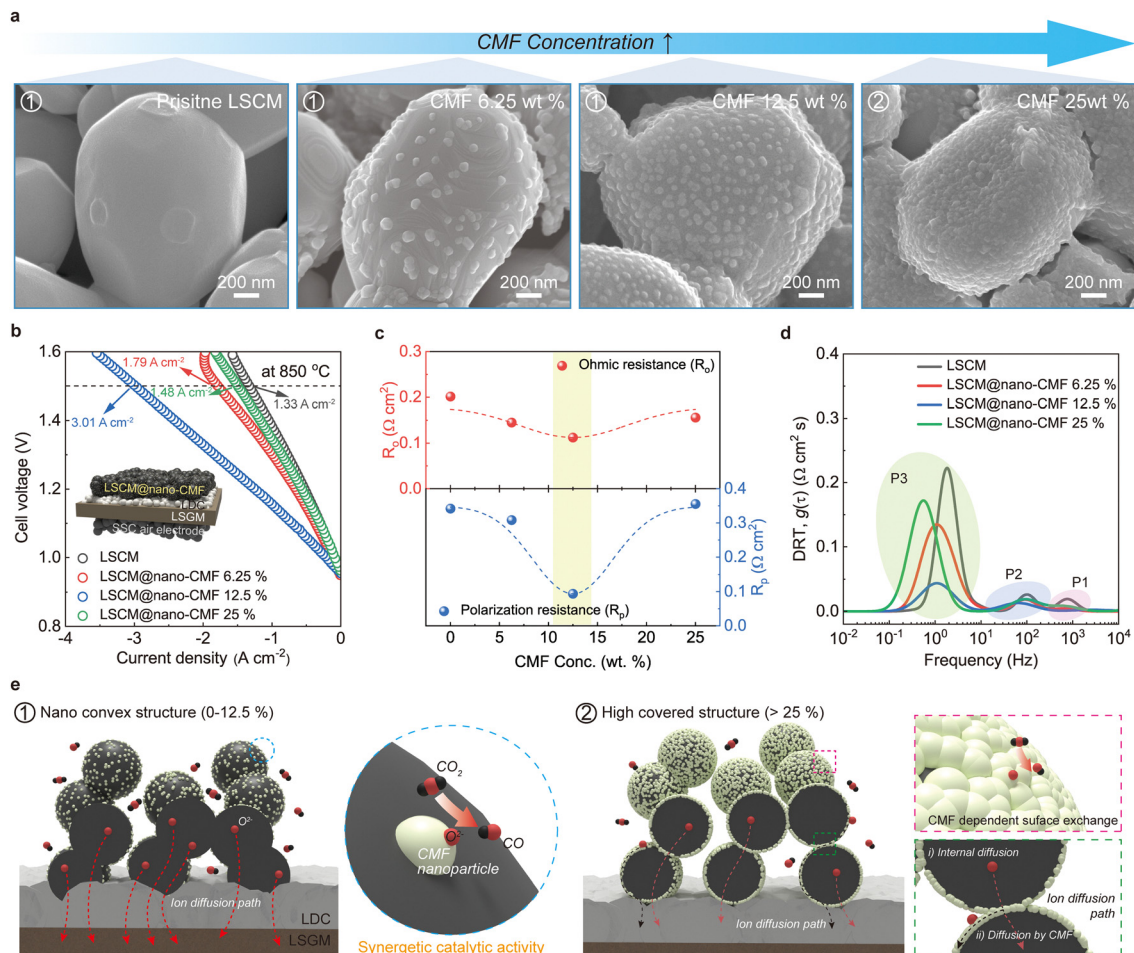 a
CMF Concentration ↑
① Prisitne LSCM
200 nm
① CMF 6.25 wt %
200 nm
① CMF 12.5 wt %
200 nm
② CMF 25wt %
200 nm
b
1.6
1.4
1.2
1.0
0.8
Cell voltage (V)
1.79 A cm⁻²
at 850 °C
1.48 A cm⁻²
1.33 A cm⁻²
3.01 A cm⁻²
LSCM@nano-CMF
LDC
LSGM
SSC air electrode
LSCM
LSCM@nano-CMF 6.25 %
LSCM@nano-CMF 12.5 %
LSCM@nano-CMF 25 %
-4 -3 -2 -1 0
Current density (A cm⁻²)
c
0.3
0.2
0.1
0.0
Rₒ (Ω cm²)
Ohmic resistance (Rₒ)
0.4
0.3
0.2
0.1
0.0
Rₚ (Ω cm²)
Polarization resistance (Rₚ)
0 5 10 15 20 25
CMF Conc. (wt. %)
d
0.4
0.3
0.2
0.1
0.0
DRT, g(τ) (Ω cm² s)
LSCM
LSCM@nano-CMF 6.25 %
LSCM@nano-CMF 12.5 %
LSCM@nano-CMF 25 %
P3
P2
P1
10⁻² 10⁻¹ 10⁰ 10¹ 10² 10³ 10⁴
Frequency (Hz)
e
① Nano convex structure (0-12.5 %)
O²⁻
Ion diffusion path
LDC
LSGM
CO₂
O²⁻
CO
CMF
nanoparticle
Synergetic catalytic activity
② High covered structure (> 25 %)
Ion diffusion path
CMF dependent suface exchange
i) Internal diffusion
Ion diffusion
path
ii) Diffusion by CMF